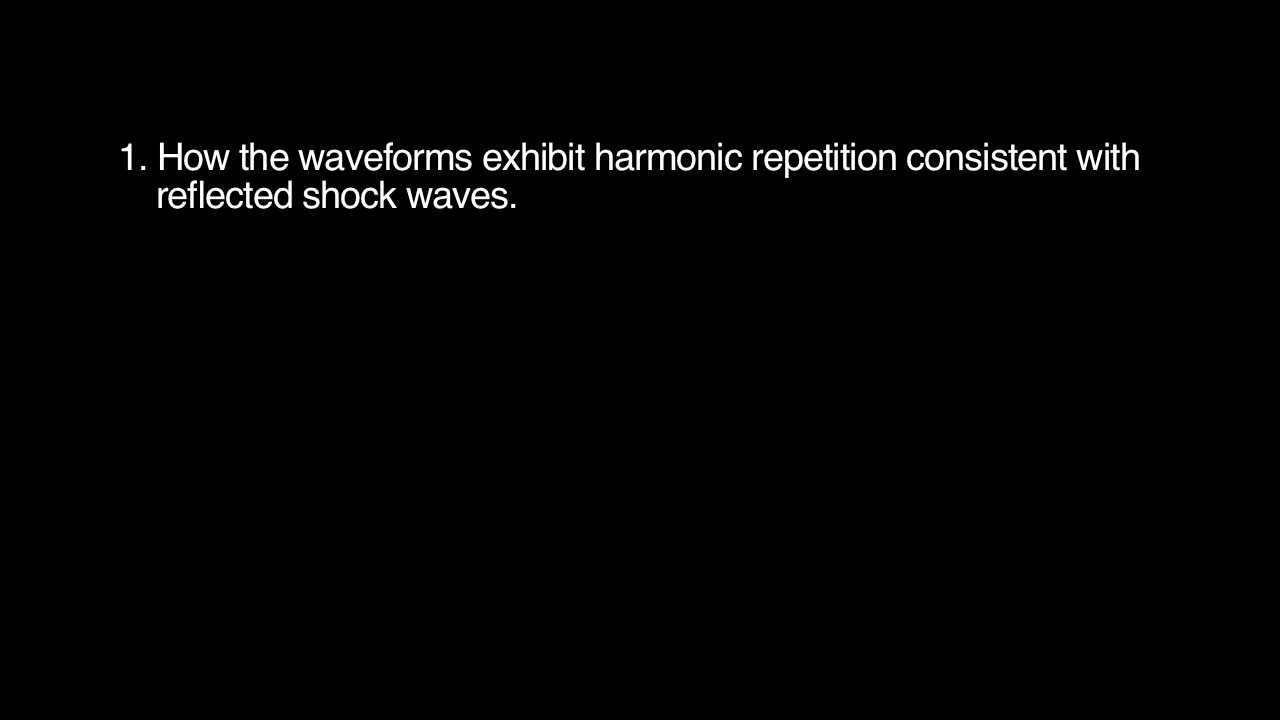 1. How the waveforms exhibit harmonic repetition consistent with
reflected shock waves.